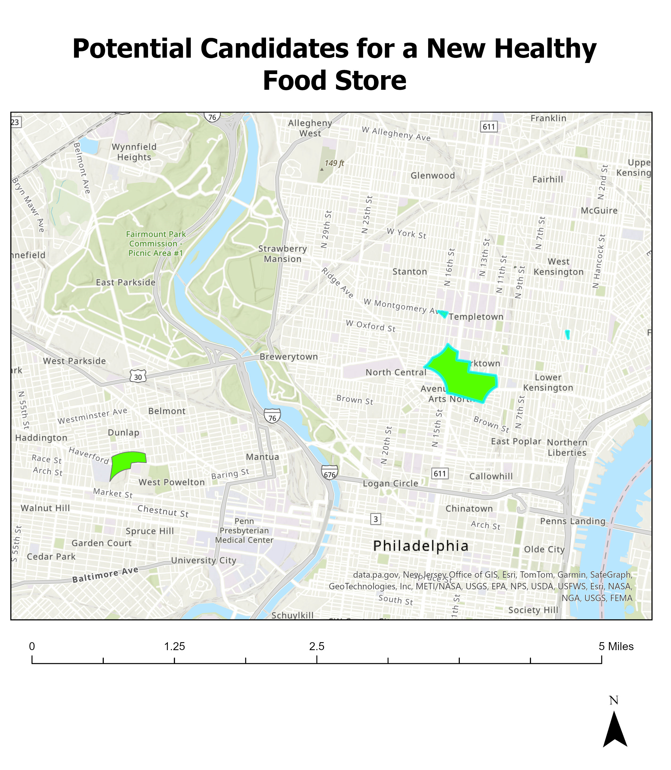 Potential Candidates for a New Healthy
Food Store
23
76
Allegheny
West
W Allegheny Ave
611
Franklin
Wynnfield
Heights
Belmont Ave
149 ft
Glenwood
Fairhill
N 2nd St
Uppe
Kensing
Bryn Mawr Ave
McGuire
N 29th St
N 25th St
W York St
N 7th St
nnefield
Fairmount Park
Commission -
Picnic Area #1
Strawberry
Mansion
N 16th St
N 13th St
N 11th St
N 9th St
West
Kensington
N Hancock St
Stanton
East Parkside
Ridge Ave
W Montgomery Av
Templetown
W Oxford St
F
West Parkside
Brewerytown
rktown
ark
30
North Central
Lower
Kensington
Avenu
Arts Nort
N 55th St
Westminster Ave
Belmont
76
Brown St
N 15th St
Brown St
N 7th St
Haddington
Dunlap
N 20th St
East Poplar
Northern
Liberties
Race St
Haverford
Mantua
Arch St
Baring St
676
611
Callowhill
West Powelton
Logan Circle
Market St
Walnut Hill
Chestnut St
Chinatown
3
Arch St
Penn Landing
Penn
Presbyterian
Medical Center
S 55th St
Spruce Hill
Garden Court
Philadelphia
Old City
Cedar Park
University City
Baltimore Ave
data.pa.gov, New Jersey Office of GIS, Esri, TomTom, Garmin, SafeGraph,
GeoTechnologies, Inc, METI/NASA, USGS, EPA, NPS, USDA, USFWS, Esri, NASA,
NGA, USGS, FEMA
South St
Society Hill
Schuylkill
0
1.25
2.5
5 Miles
N